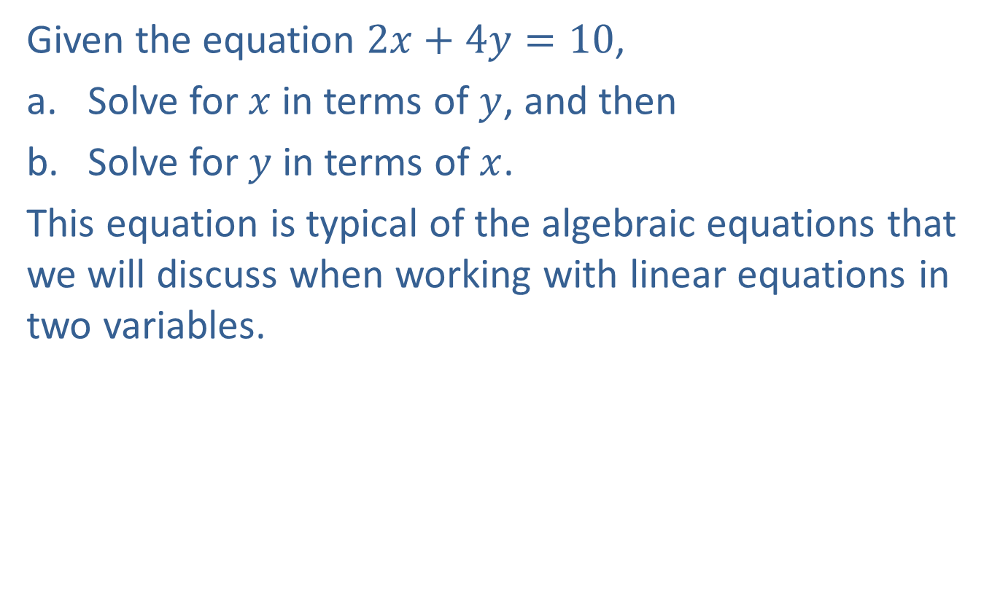 Given the equation 2x + 4y = 10,
a. Solve for x in terms of y, and then
b. Solve for y in terms of x.
This equation is typical of the algebraic equations that
we will discuss when working with linear equations in
two variables.